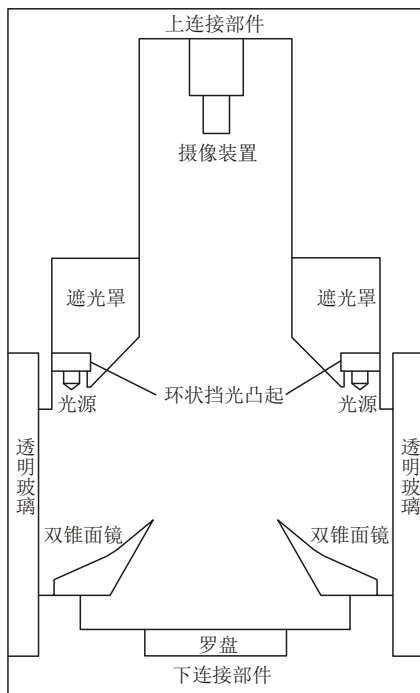 上连接部件
摄像装置
遮光罩
遮光罩
光源
环状挡光凸起
光源
透明玻璃
透明玻璃
双锥面镜
双锥面镜
罗盘
下连接部件